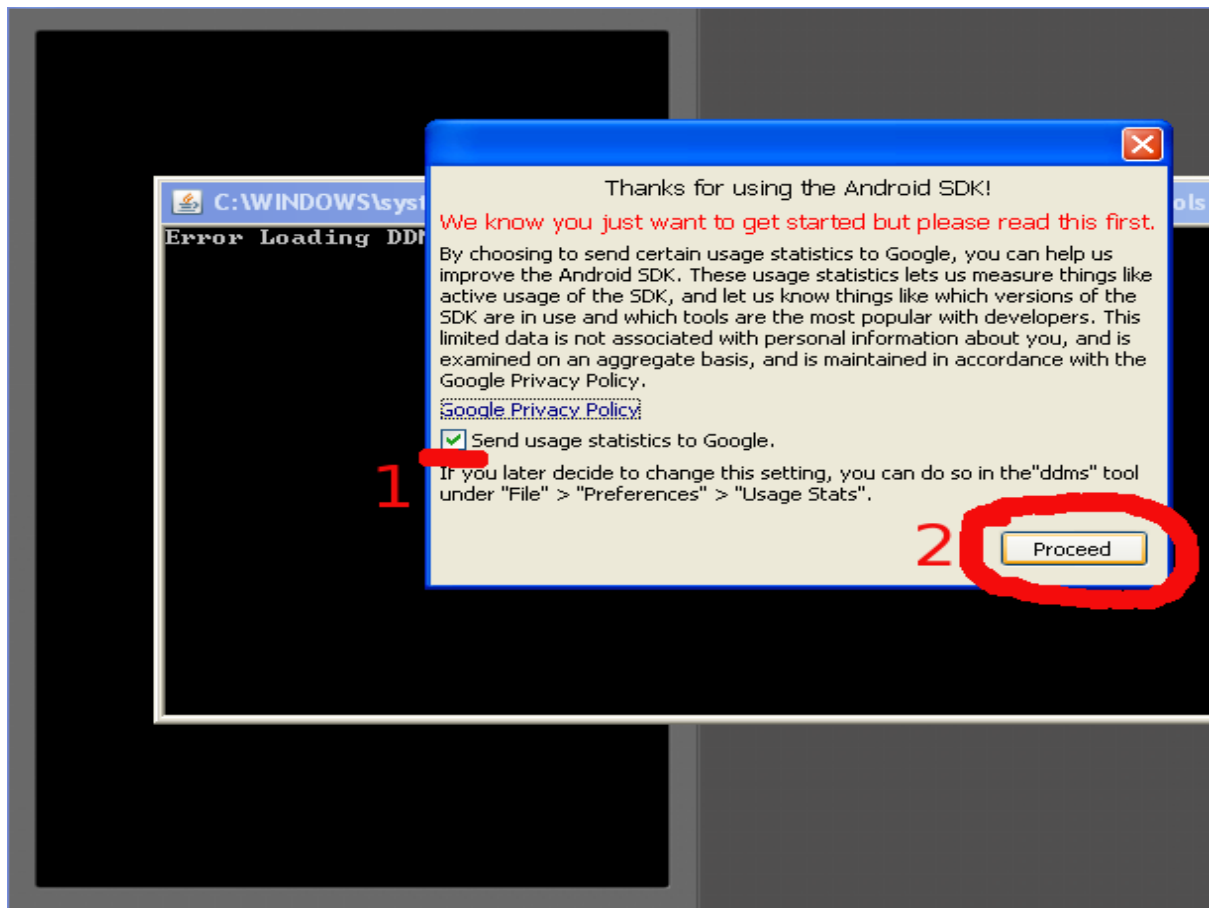 C:\WINDOWS\syst
ols
Error Loading DDM
Thanks for using the Android SDK!
We know you just want to get started but please read this first.
By choosing to send certain usage statistics to Google, you can help us
improve the Android SDK. These usage statistics lets us measure things like
active usage of the SDK, and let us know things like which versions of the
SDK are in use and which tools are the most popular with developers. This
limited data is not associated with personal information about you, and is
examined on an aggregate basis, and is maintained in accordance with the
Google Privacy Policy.
Google Privacy Policy
Send usage statistics to Google.
1
If you later decide to change this setting, you can do so in the"ddms" tool
under "File" > "Preferences" > "Usage Stats".
2
Proceed